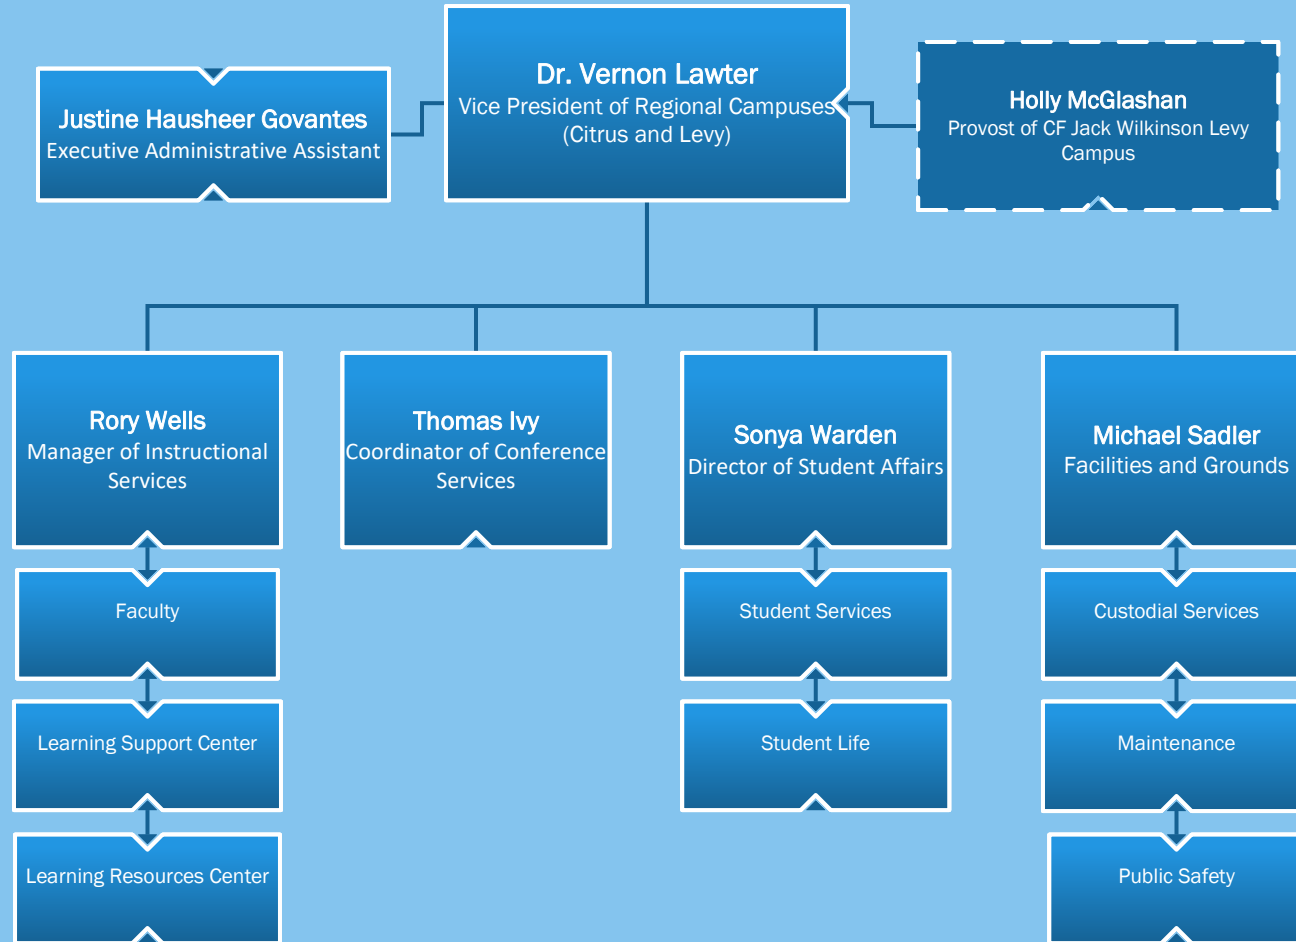 Dr. Vernon Lawter
Vice President of Regional Campuses
(Citrus and Levy)
Justine Hausheer Govantes
Executive Administrative Assistant
Holly McGlashan
Provost of CF Jack Wilkinson Levy
Campus
Rory Wells
Manager of Instructional
Services
Thomas Ivy
Coordinator of Conference
Services
Sonya Warden
Director of Student Affairs
Michael Sadler
Facilities and Grounds
Faculty
Student Services
Custodial Services
Learning Support Center
Student Life
Maintenance
Learning Resources Center
Public Safety